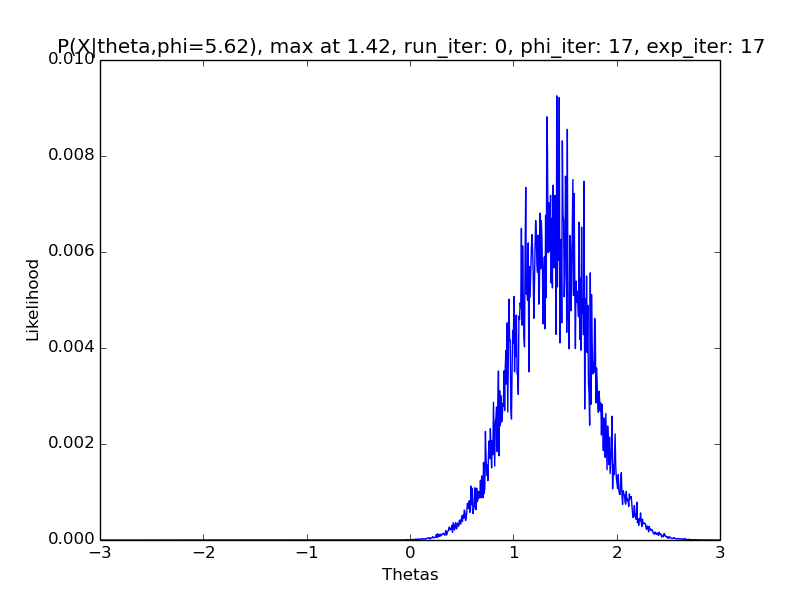 P(X|theta,phi=5.62), max at 1.42, run_iter: 0, phi_iter: 17, exp_iter: 17
0.010
0.008
0.006
0.004
0.002
0.000
Likelihood
−3 −2 −1 0 1 2 3
Thetas